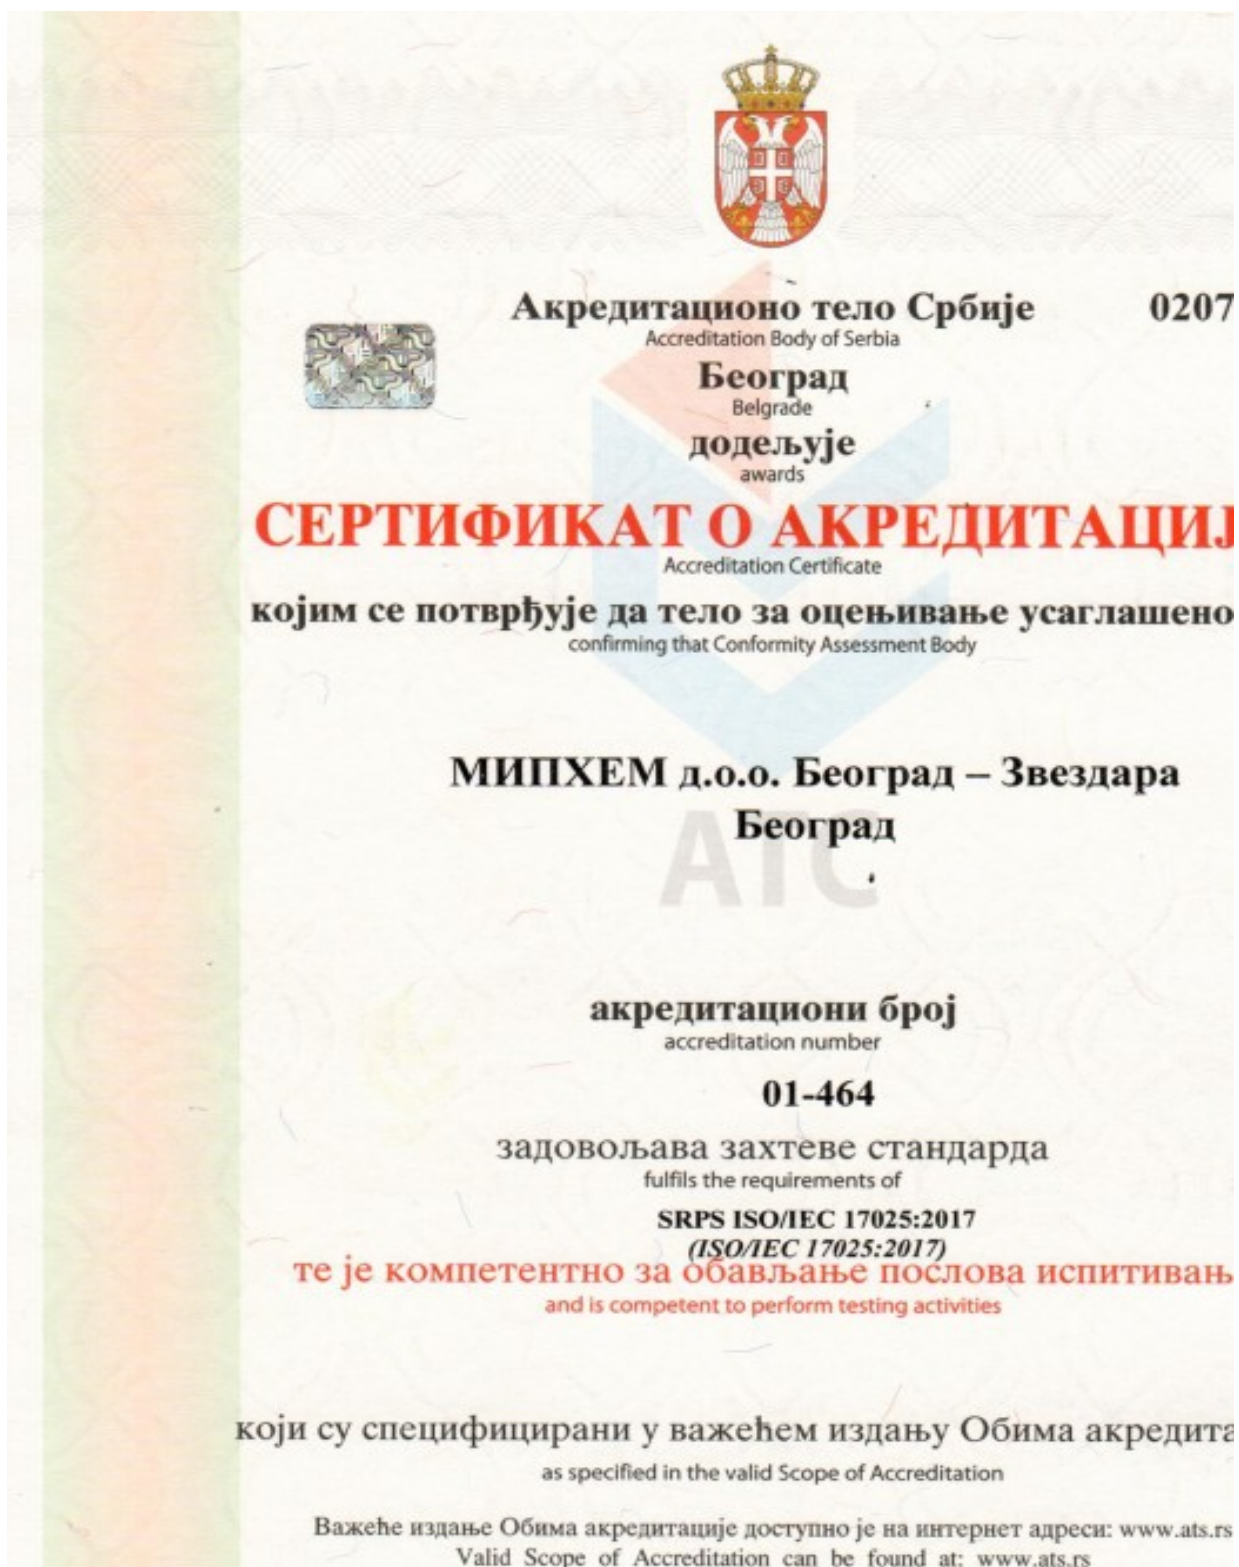 Акредитационо тело Србије 0207
Accreditation Body of Serbia
Београд
Belgrade
додељује
awards
СЕРТИФИКАТ О АКРЕДИТАЦИЈ
Accreditation Certificate
којим се потврђује да тело за оцењивање усаглашено
confirming that Conformity Assessment Body
МИПХЕМ д.о.о. Београд – Звездара
Београд
АТС
акредитациони број
accreditation number
01-464
задовољава захтеве стандарда
fulfils the requirements of
SRPS ISO/IEC 17025:2017
(ISO/IEC 17025:2017)
те је компетентно за обављање послова испитивањ
and is competent to perform testing activities
који су специфицирани у важећем издању Обима акредита
as specified in the valid Scope of Accreditation
Важеће издање Обима акредитације доступно је на интернет адреси: www.ats.rs
Valid Scope of Accreditation can be found at: www.ats.rs